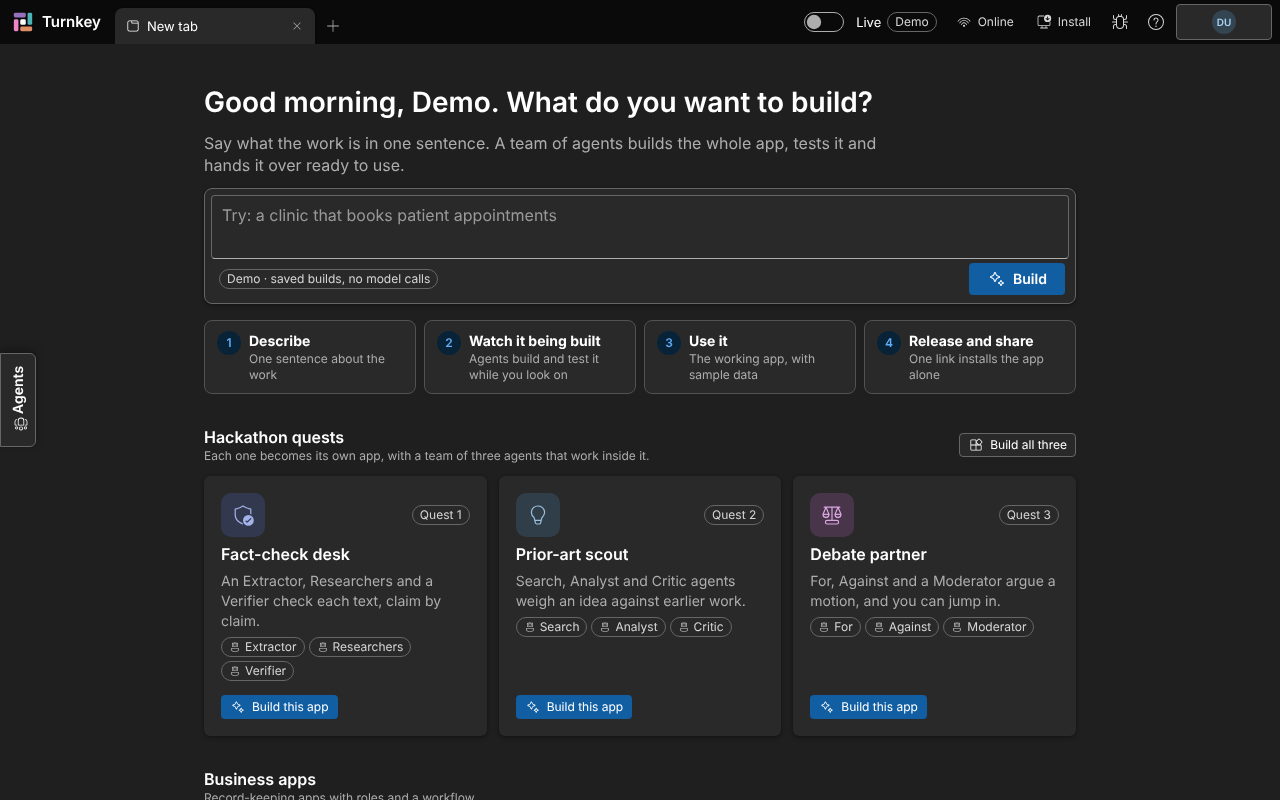 Turnkey
New tab
Live
Demo
Online
Install
DU
Good morning, Demo. What do you want to build?
Say what the work is in one sentence. A team of agents builds the whole app, tests it and
hands it over ready to use.
Try: a clinic that books patient appointments
Demo · saved builds, no model calls
Build
1
Describe
One sentence about the
work
2
Watch it being built
Agents build and test it
while you look on
3
Use it
The working app, with
sample data
4
Release and share
One link installs the app
alone
Agents
Hackathon quests
Each one becomes its own app, with a team of three agents that work inside it.
Build all three
Quest 1
Fact-check desk
An Extractor, Researchers and a
Verifier check each text, claim by
claim.
Extractor
Researchers
Verifier
Build this app
Quest 2
Prior-art scout
Search, Analyst and Critic agents
weigh an idea against earlier work.
Search
Analyst
Critic
Build this app
Quest 3
Debate partner
For, Against and a Moderator argue a
motion, and you can jump in.
For
Against
Moderator
Build this app
Business apps
Record-keeping apps with roles and a workflow